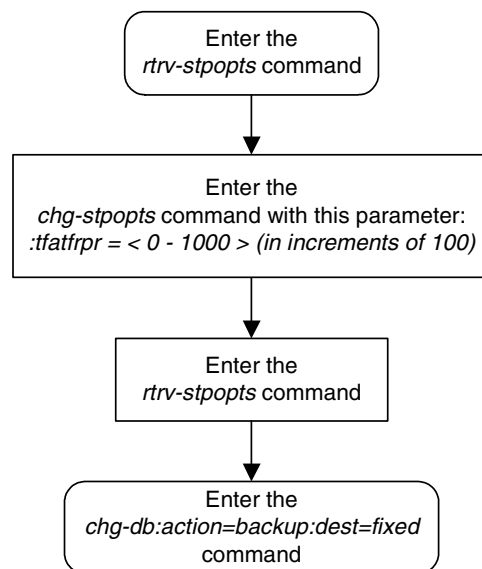 Enter the
rtrv-stpopts command
Enter the
chg-stpopts command with this parameter:
:tfatfrpr = < 0 - 1000 > (in increments of 100)
Enter the
rtrv-stpopts command
Enter the
chg-db:action=backup:dest=fixed
command